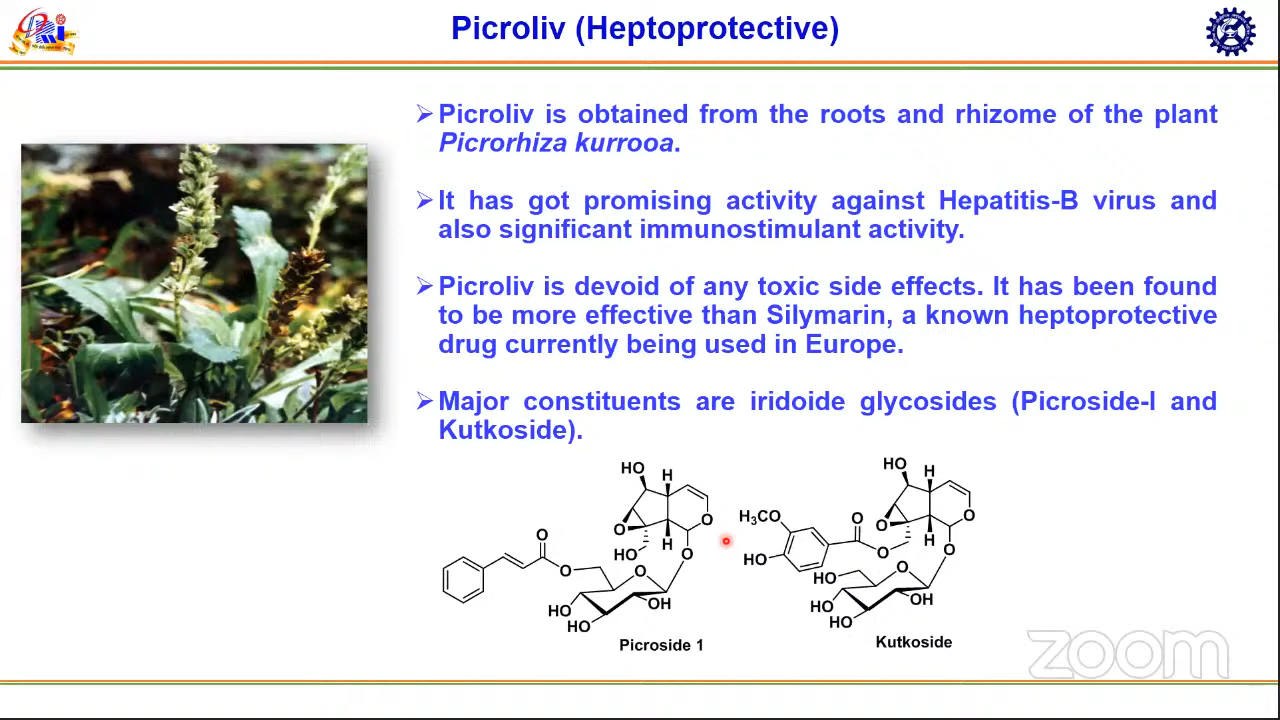 Picroliv (Heptoprotective)
➢Picroliv is obtained from the roots and rhizome of the plant
Picrorhiza kurrooa.
➢It has got promising activity against Hepatitis-B virus and
also significant immunostimulant activity.
➢Picroliv is devoid of any toxic side effects. It has been found
to be more effective than Silymarin, a known heptoprotective
drug currently being used in Europe.
➢Major constituents are iridoide glycosides (Picroside-I and
Kutkoside).
HO H
O O
HO H
O O
O
HO OH
HO
Picroside 1
HO H
H₃CO O O O
HO O H
HO O O
HO OH
HO
Kutkoside
zoom